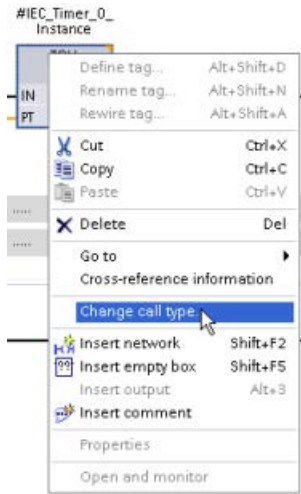 #IEC_Timer_0_
Instance
IN
PT
Define tag... Alt+Shift+D
Rename tag... Alt+Shift+N
Rewire tag... Alt+Shift+A
Cut Ctrl+X
Copy Ctrl+C
Paste Ctrl+V
Delete Del
Go to
Cross-reference information
Change call type...
Insert network Shift+F2
Insert empty box Shift+F5
Insert output Alt+3
Insert comment
Properties
Open and monitor